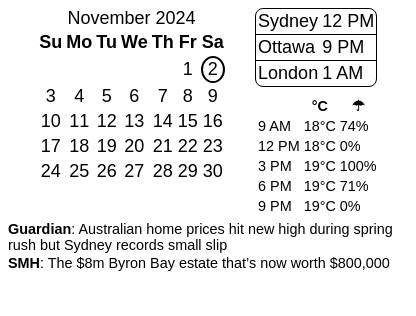 November 2024
Su Mo Tu We Th Fr Sa
1 2
3 4 5 6 7 8 9
10 11 12 13 14 15 16
17 18 19 20 21 22 23
24 25 26 27 28 29 30
Sydney 12 PM
Ottawa 9 PM
London 1 AM
°C ☂
9 AM 18°C 74%
12 PM 18°C 0%
3 PM 19°C 100%
6 PM 19°C 71%
9 PM 19°C 0%
Guardian: Australian home prices hit new high during spring
rush but Sydney records small slip
SMH: The $8m Byron Bay estate that’s now worth $800,000